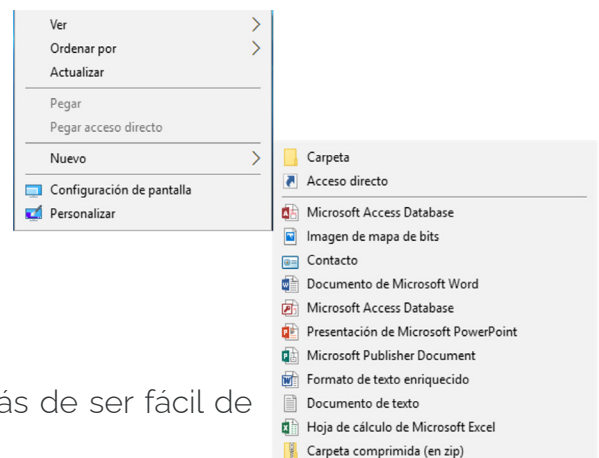 Ver
Ordenar por
Actualizar
Pegar
Pegar acceso directo
Nuevo
Configuración de pantalla
Personalizar
Carpeta
Acceso directo
Microsoft Access Database
Imagen de mapa de bits
Contacto
Documento de Microsoft Word
Microsoft Access Database
Presentación de Microsoft PowerPoint
Microsoft Publisher Document
Formato de texto enriquecido
Documento de texto
Hoja de cálculo de Microsoft Excel
Carpeta comprimida (en zip)
ás de ser fácil de